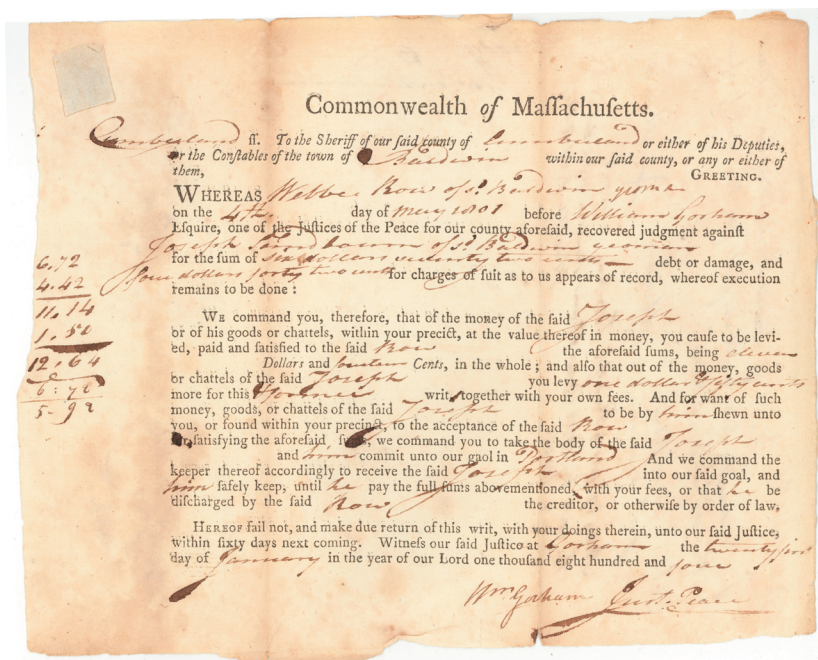 Commonwealth of Maſſachuſetts.
Cumberland ſſ. To the Sheriff of our ſaid county of Cumberland or either of his Deputies,
or the Conſtables of the town of Baldwin within our ſaid county, or any or either of
them, GREETING.
WHEREAS Row of sd. Baldwin yeoman
on the 4th. day of May 1801 before William Gorham
Eſquire, one of the Juſtices of the Peace for our county aforeſaid, recovered judgment againſt
Joseph of sd. Baldwin yeoman
for the ſum of six dollars seventy two cents debt or damage, and
four dollars forty two cents for charges of ſuit as to us appears of record, whereof execution
remains to be done :
6.72
4.42
11.14
1.50
12.64
6.72
5.92
WE command you, therefore, that of the money of the ſaid Joseph
or of his goods or chattels, within your precict, at the value thereof in money, you cauſe to be levi-
ed, paid and ſatisfied to the ſaid Row the aforeſaid ſums, being eleven
Dollars and fourteen Cents, in the whole ; and alſo that out of the money, goods
or chattels of the ſaid Joseph you levy one dollar & fifty cents
more for this & former writs together with your own fees. And for want of ſuch
money, goods, or chattels of the ſaid Joseph to be by him ſhewn unto
you, or found within your precinct, to the acceptance of the ſaid Row
for ſatisfying the aforeſaid ſums, we command you to take the body of the ſaid Joseph
and him commit unto our gaol in Portland And we command the
keeper thereof accordingly to receive the ſaid Joseph into our ſaid goal, and
him ſafely keep, until he pay the full ſums abovementioned, with your fees, or that he be
diſcharged by the ſaid Row the creditor, or otherwiſe by order of law.
HEREOF fail not, and make due return of this writ, with your doings therein, unto our ſaid Juſtice,
within ſixty days next coming. Witneſs our ſaid Juſtice at Gorham the twenty first
day of January in the year of our Lord one thouſand eight hundred and four
Wm Gorham Just. Peace